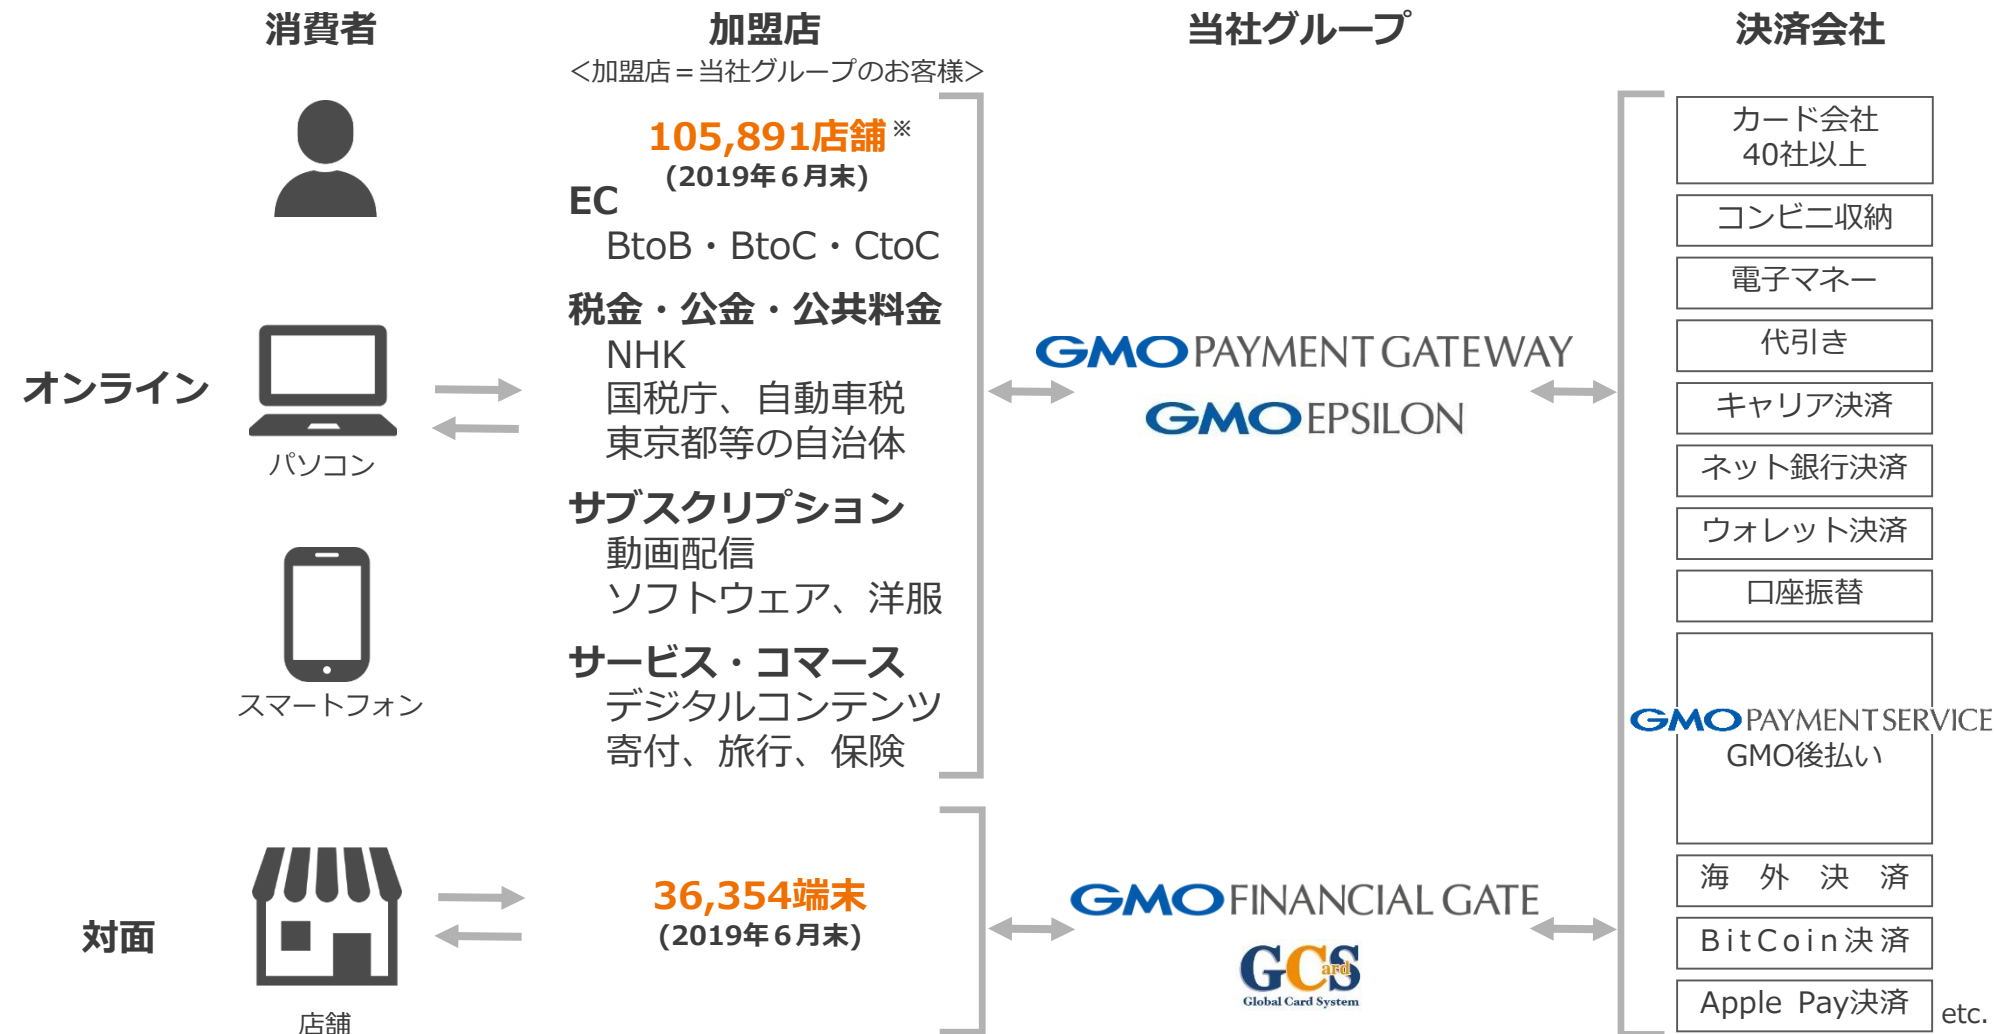 消費者
加盟店
<加盟店＝当社グループのお客様>
当社グループ
決済会社
105,891店舗※
(2019年６月末)
EC
BtoB・BtoC・CtoC
税金・公金・公共料金
NHK
国税庁、自動車税
東京都等の自治体
サブスクリプション
動画配信
ソフトウェア、洋服
サービス・コマース
デジタルコンテンツ
寄付、旅行、保険
オンライン
パソコン
スマートフォン
GMO PAYMENT GATEWAY
GMO EPSILON
カード会社
40社以上
コンビニ収納
電子マネー
代引き
キャリア決済
ネット銀行決済
ウォレット決済
口座振替
GMO PAYMENT SERVICE
GMO後払い
海　外　決　済
BitCoin決済
Apple Pay決済
etc.
対面
店舗
36,354端末
(2019年６月末)
GMO FINANCIAL GATE
GCardS
Global Card System